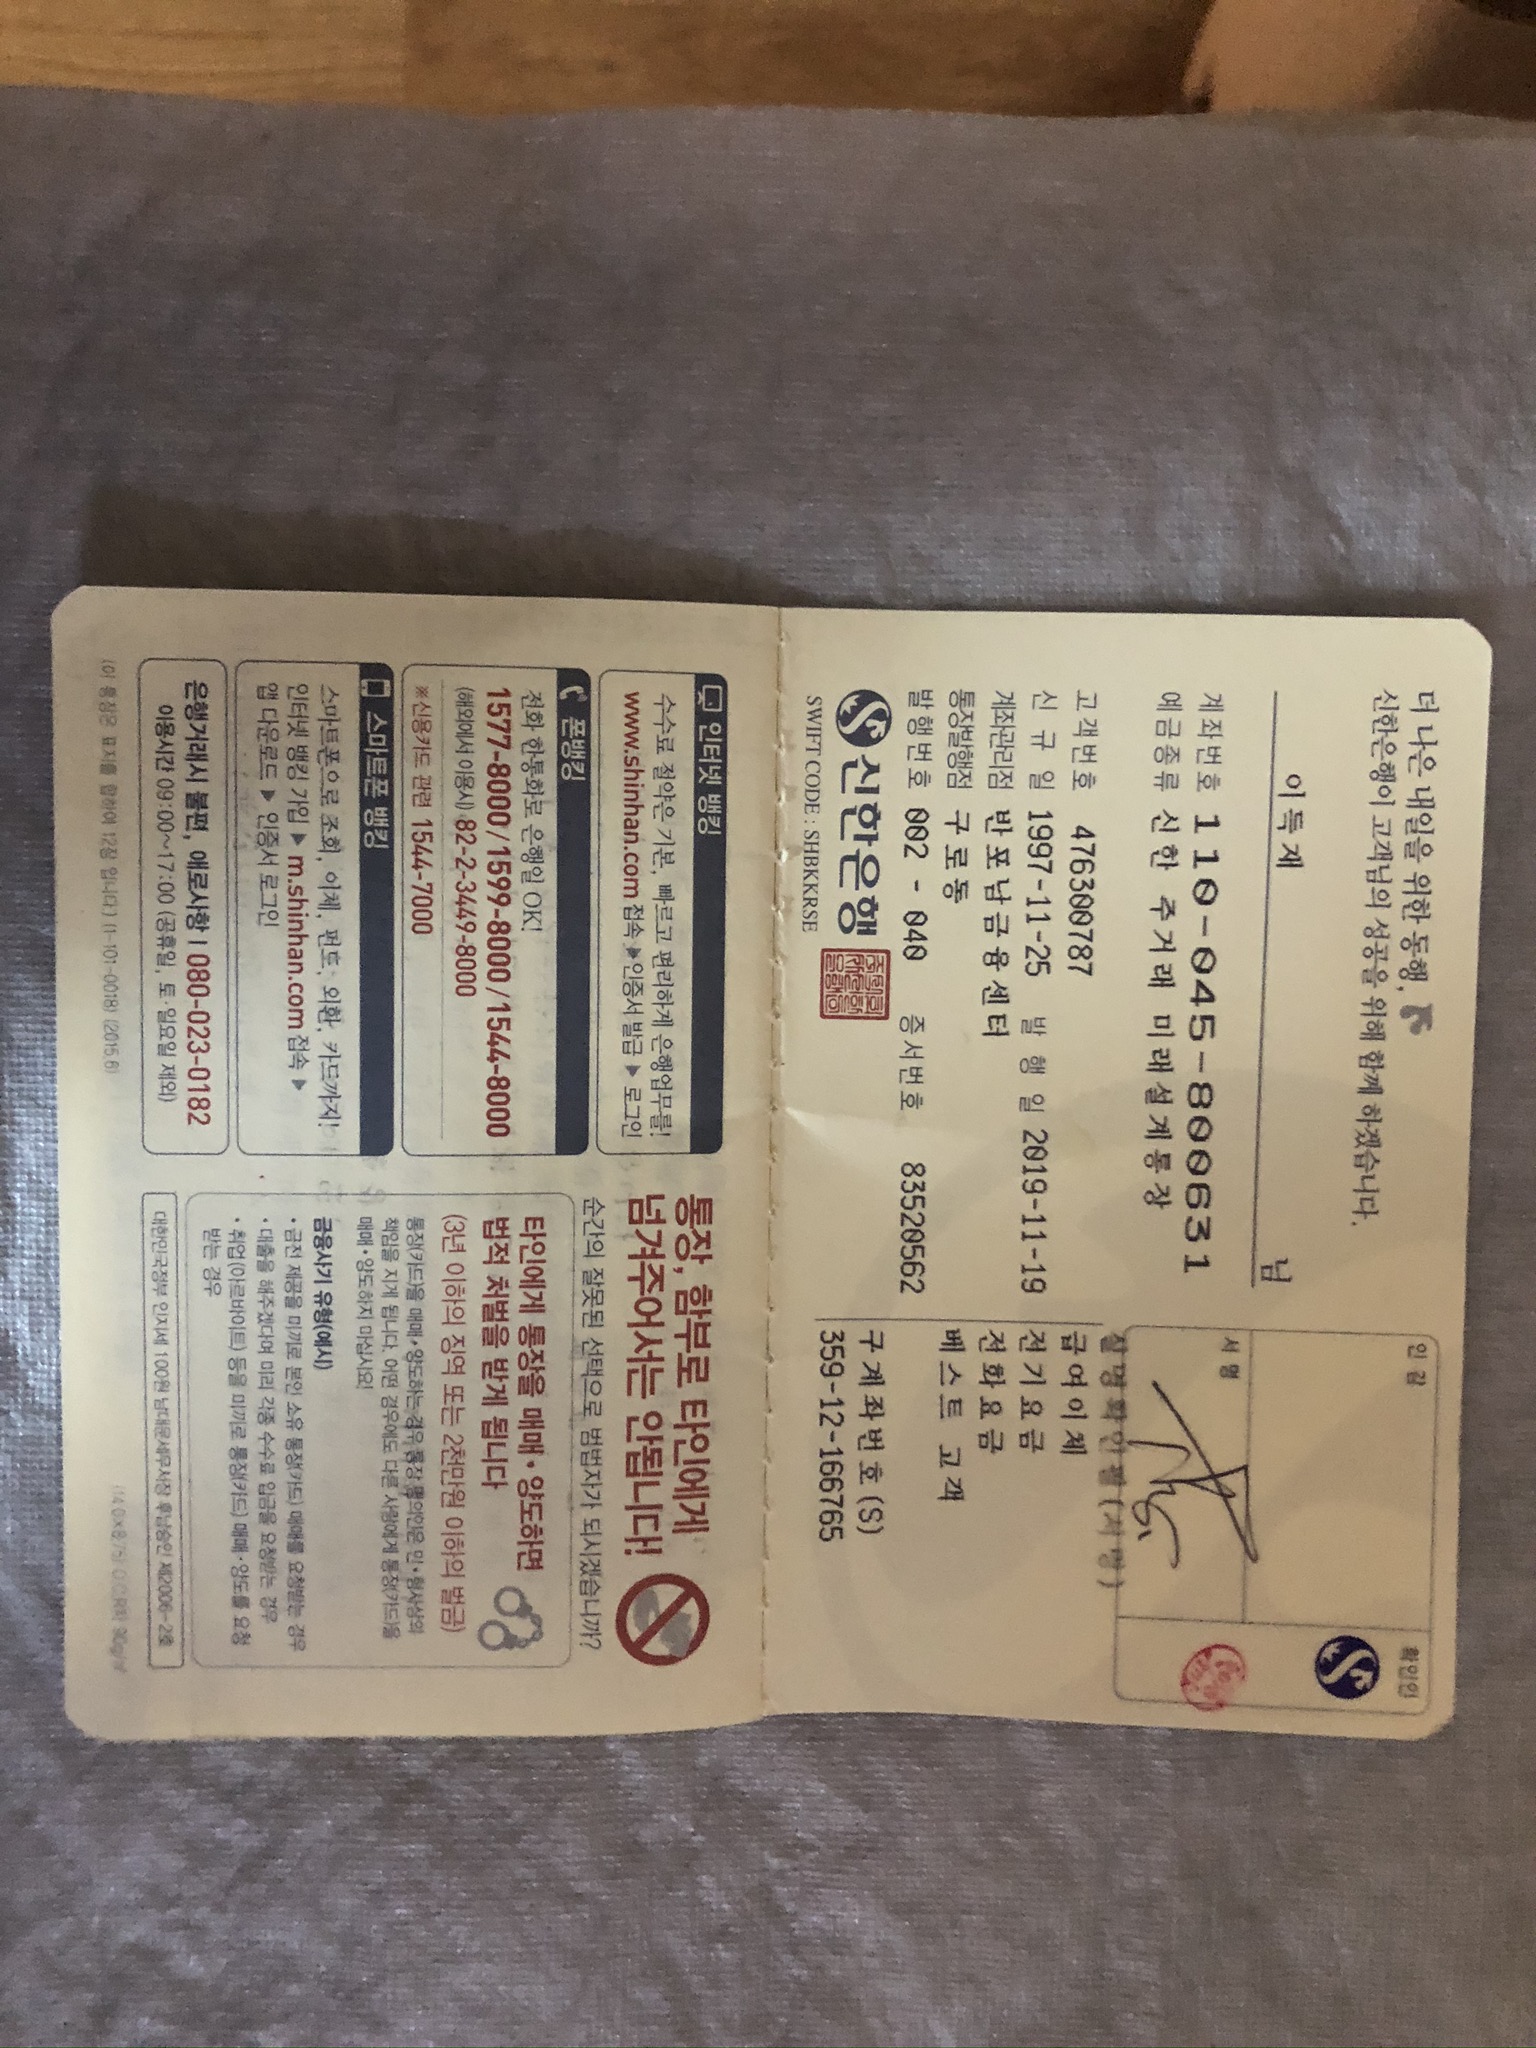 더 나은 내일을 위한 동행,
신한은행이 고객님의 성공을 위해 함께 하겠습니다.
이득재 님
계좌번호 110-045-800631
예금종류 신한 주거래 미래설계통장
고객번호 476300787
신 규 일 1997-11-25 발 행 일 2019-11-19
계좌관리점 반포남금융센터
통장발행점 구로동
발행번호 002 - 040 증서번호 83520562
신한은행
SWIFT CODE : SHBKKRSE
인감
확인인
서명
실명확인필(서명)
급여이체
전기요금
전화요금
베스트 고객
구계좌번호(S)
359-12-166765
인터넷 뱅킹
수수료 절약은 기본, 빠르고 편리하게 은행업무를!
www.shinhan.com 접속 ▶ 인증서 발급 ▶ 로그인
폰뱅킹
전화 한통화로 은행일 OK!
1577-8000 / 1599-8000 / 1544-8000
(해외에서 이용시) 82-2-3449-8000
※신용카드 관련 1544-7000
스마트폰 뱅킹
스마트폰으로 조회, 이체, 펀드, 외환, 카드까지!
인터넷 뱅킹 가입 ▶ m.shinhan.com 접속 ▶
앱 다운로드 ▶ 인증서 로그인
은행거래시 불편, 애로사항 | 080-023-0182
이용시간 09:00~17:00 (공휴일, 토·일요일 제외)
(이 통장은 표지를 합하여 12장 입니다.) (1-101-0018) (2015.6)
통장, 함부로 타인에게
넘겨주어서는 안됩니다!
순간의 잘못된 선택으로 범법자가 되시겠습니까?
타인에게 통장을 매매·양도하면
법적 처벌을 받게 됩니다
(3년 이하의 징역 또는 2천만원 이하의 벌금)
통장(카드)을 매매·양도하는 경우 통장 명의인은 민·형사상의
책임을 지게 됩니다. 어떤 경우에도 다른 사람에게 통장(카드)을
매매·양도하지 마십시오!
금융사기 유형(예시)
• 금전 제공을 미끼로 본인 소유 통장(카드) 매매를 요청받는 경우
• 대출을 해주겠다며 미리 각종 수수료 입금을 요청받는 경우
• 취업(아르바이트) 등을 미끼로 통장(카드) 매매·양도를 요청
받는 경우
대한민국정부 인지세 100원 남대문세무서장 후납승인 제2006-2호